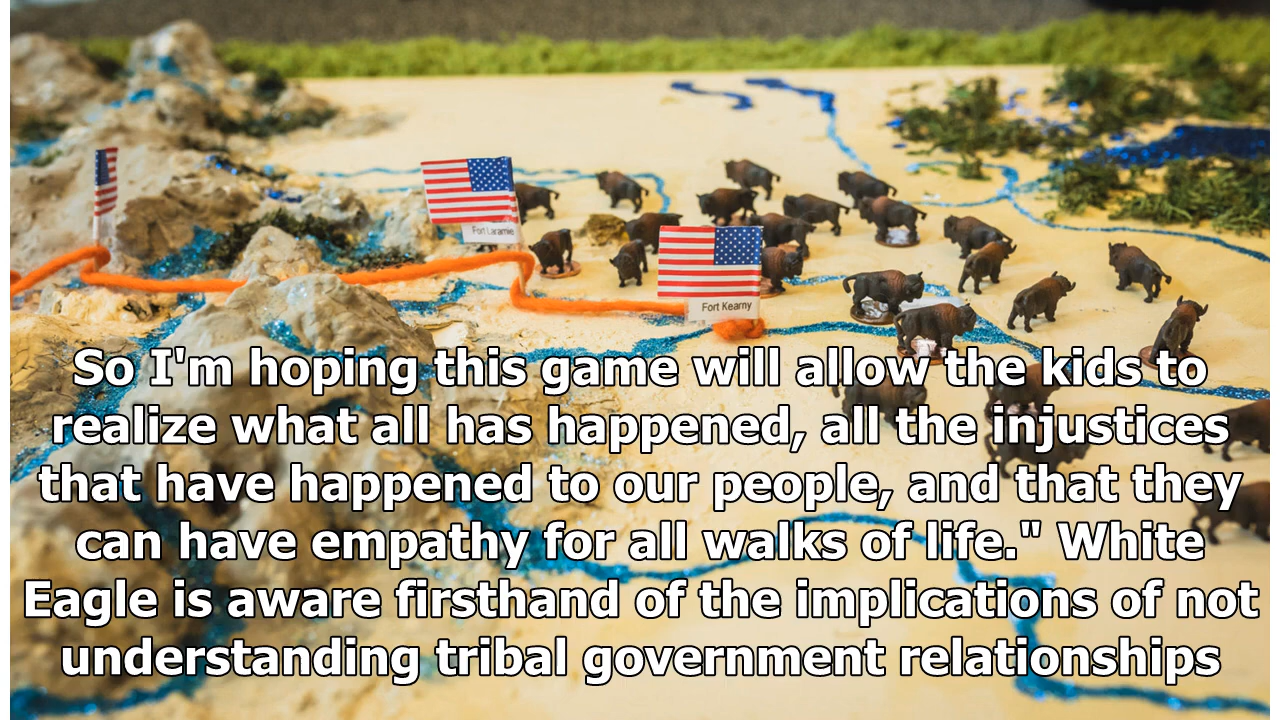 Fort Laramie
Fort Kearny
So I'm hoping this game will allow the kids to
realize what all has happened, all the injustices
that have happened to our people, and that they
can have empathy for all walks of life." White
Eagle is aware firsthand of the implications of not
understanding tribal government relationships